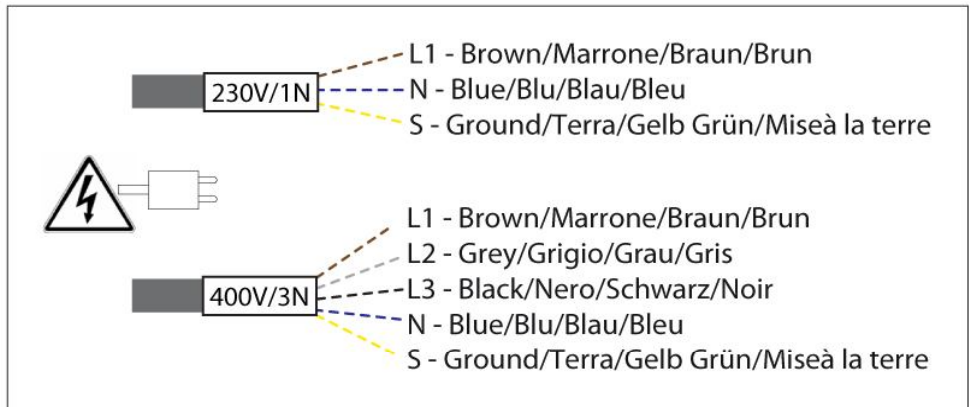 230V/1N
L1 - Brown/Marrone/Braun/Brun
N - Blue/Blu/Blau/Bleu
S - Ground/Terra/Gelb Grün/Miseà la terre
400V/3N
L1 - Brown/Marrone/Braun/Brun
L2 - Grey/Grigio/Grau/Gris
L3 - Black/Nero/Schwarz/Noir
N - Blue/Blu/Blau/Bleu
S - Ground/Terra/Gelb Grün/Miseà la terre